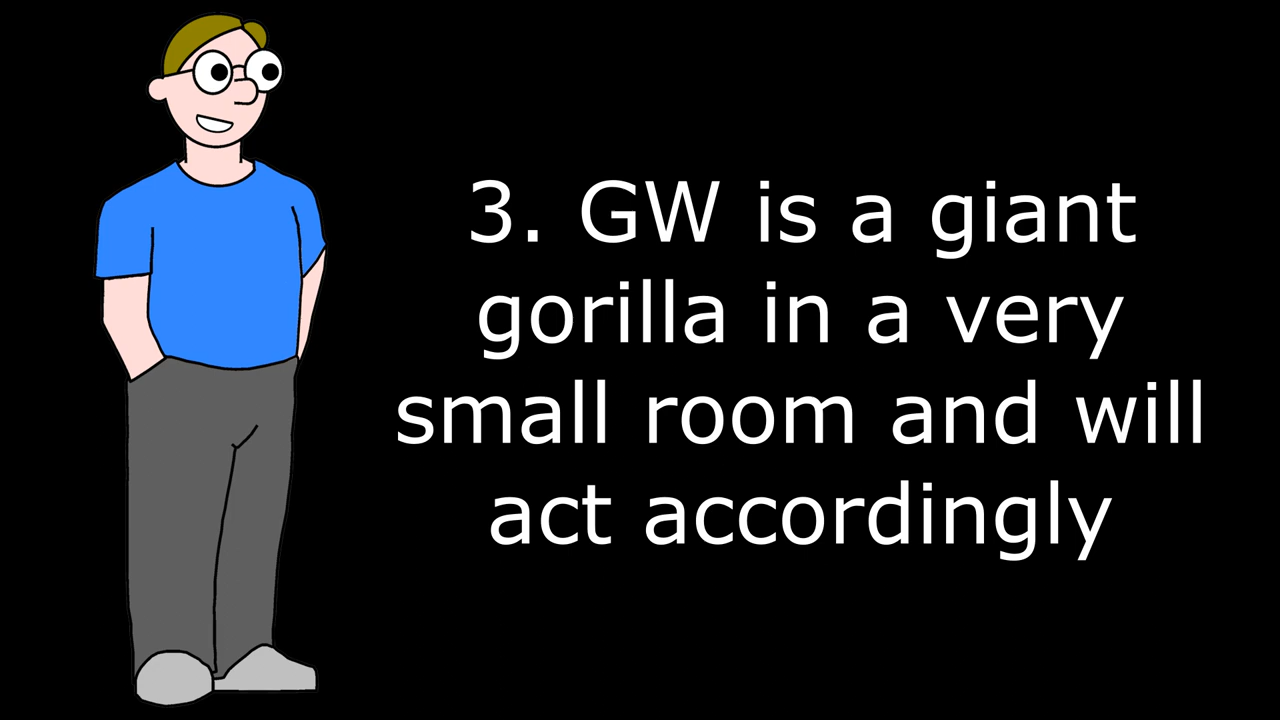 3. GW is a giant
gorilla in a very
small room and will
act accordingly